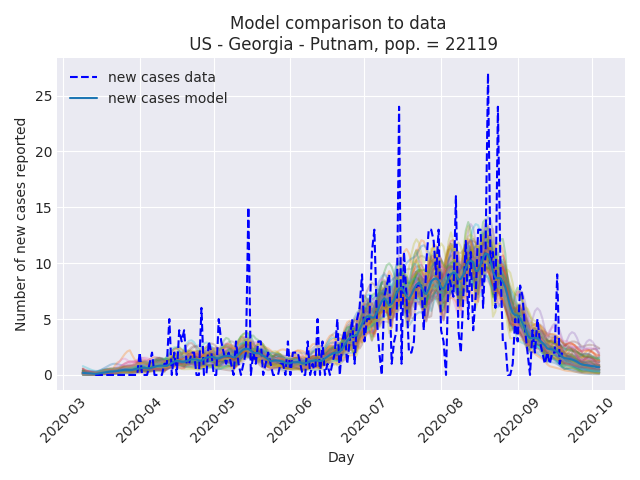 Model comparison to data
US - Georgia - Putnam, pop. = 22119
new cases data
new cases model
Number of new cases reported
25
20
15
10
5
0
2020-03
2020-04
2020-05
2020-06
2020-07
2020-08
2020-09
2020-10
Day